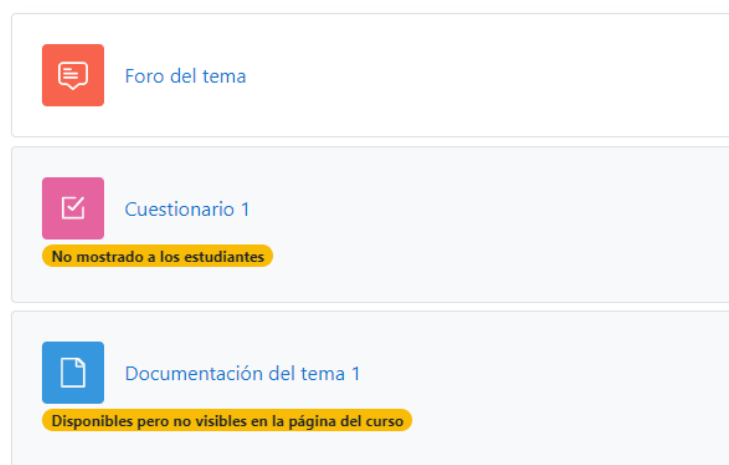 Foro del tema
Cuestionario 1
No mostrado a los estudiantes
Documentación del tema 1
Disponibles pero no visibles en la página del curso